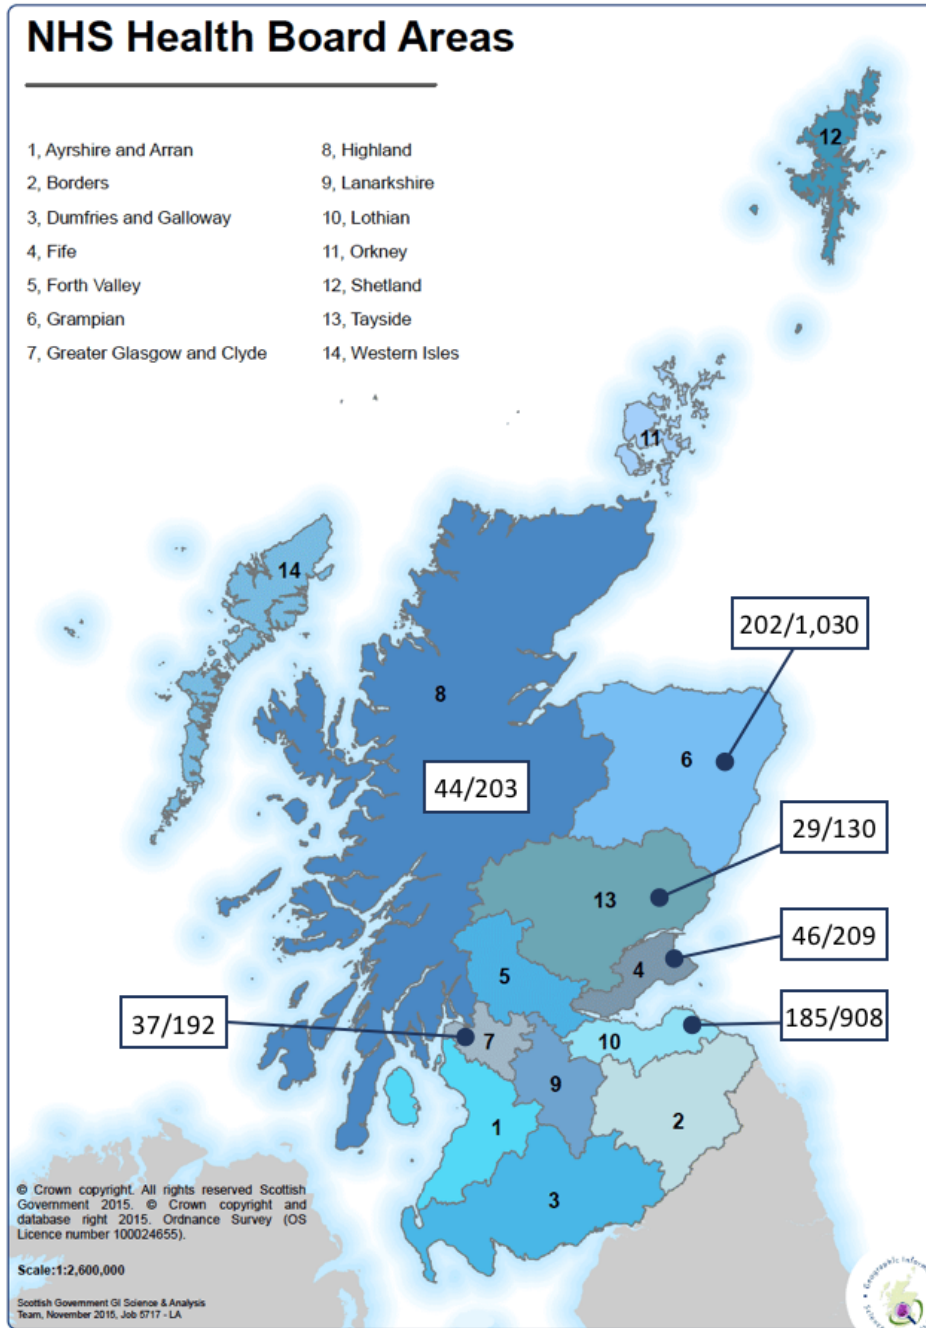 NHS Health Board Areas
1, Ayrshire and Arran
2, Borders
3, Dumfries and Galloway
4, Fife
5, Forth Valley
6, Grampian
7, Greater Glasgow and Clyde
8, Highland
9, Lanarkshire
10, Lothian
11, Orkney
12, Shetland
13, Tayside
14, Western Isles
12
11
14
202/1,030
8
6
44/203
29/130
13
46/209
4
5
185/908
37/192
7
10
9
2
1
3
© Crown copyright. All rights reserved Scottish
Government 2015. © Crown copyright and
database right 2015. Ordnance Survey (OS
Licence number 100024655).
Scale:1:2,600,000
Scottish Government GI Science & Analysis
Team, November 2015, Job 5717 - LA